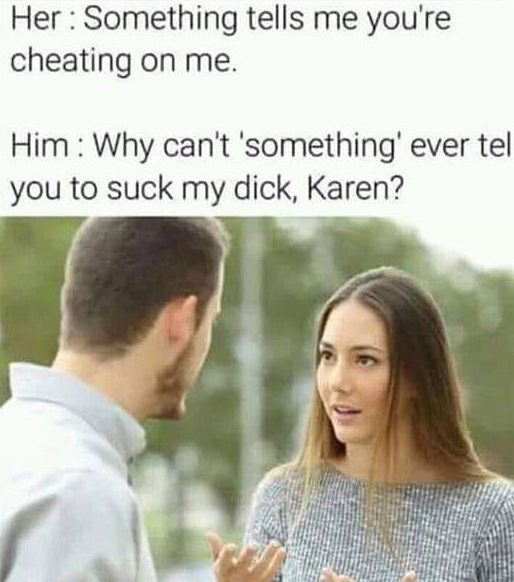 Her : Something tells me you're
cheating on me.
Him : Why can't 'something' ever tel
you to suck my dick, Karen?